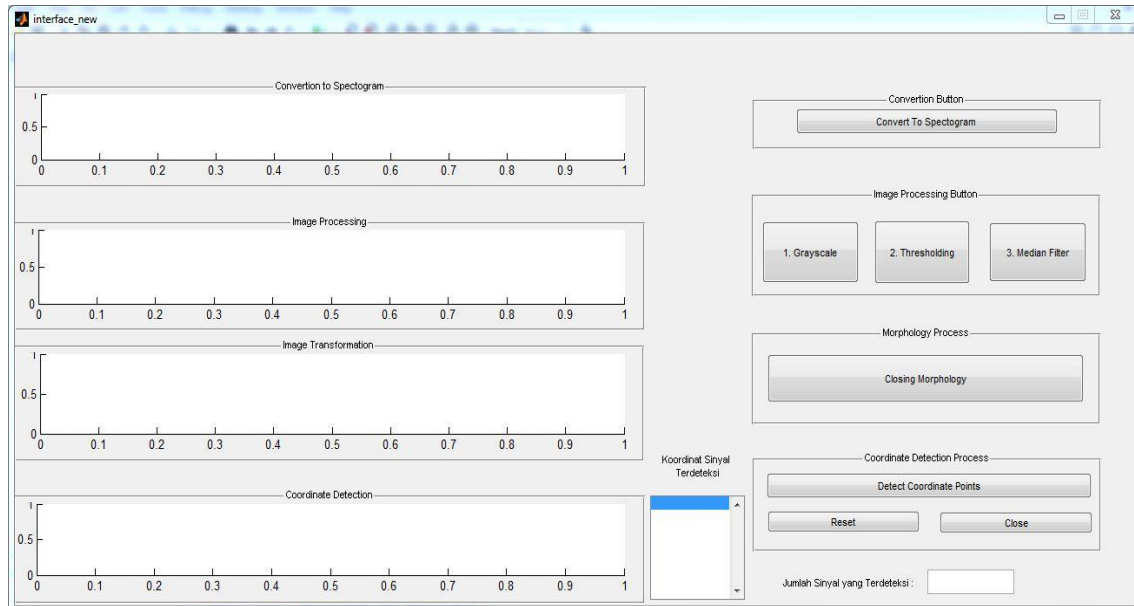 interface_new
Convertion to Spectogram
1
0.5
0
0 0.1 0.2 0.3 0.4 0.5 0.6 0.7 0.8 0.9 1
Image Processing
1
0.5
0
0 0.1 0.2 0.3 0.4 0.5 0.6 0.7 0.8 0.9 1
Image Transformation
1
0.5
0
0 0.1 0.2 0.3 0.4 0.5 0.6 0.7 0.8 0.9 1
Coordinate Detection
1
0.5
0
0 0.1 0.2 0.3 0.4 0.5 0.6 0.7 0.8 0.9 1
Koordinat Sinyal
Terdeteksi
Convertion Button
Convert To Spectogram
Image Processing Button
1. Grayscale
2. Thresholding
3. Median Filter
Morphology Process
Closing Morphology
Coordinate Detection Process
Detect Coordinate Points
Reset
Close
Jumlah Sinyal yang Terdeteksi :